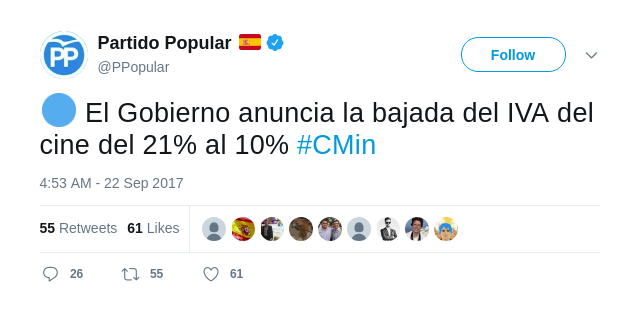 PP
Partido Popular
@PPopular
Follow
El Gobierno anuncia la bajada del IVA del
cine del 21% al 10% #CMin
4:53 AM - 22 Sep 2017
55 Retweets 61 Likes
26 55 61